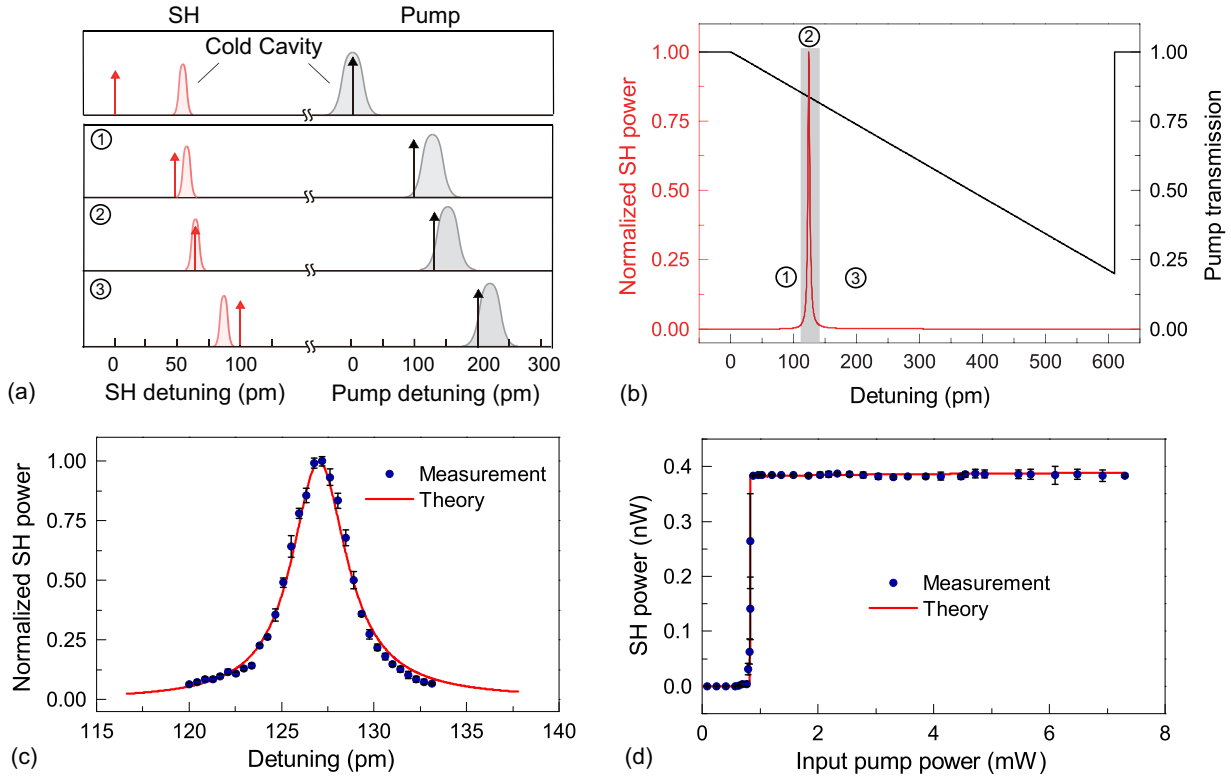 SH
Pump
Cold Cavity
①
②
③
0 50 100 0 100 200 300
SH detuning (pm)
Pump detuning (pm)
(a)
②
1.00 1.00
0.75 0.75
0.50 0.50
0.25 0.25
① ③
0.00 0.00
0 100 200 300 400 500 600
Normalized SH power
Pump transmission
Detuning (pm)
(b)
1.00
0.75
0.50
0.25
0.00
Normalized SH power
Measurement
Theory
115 120 125 130 135 140
Detuning (pm)
(c)
0.4
0.3
0.2
0.1
0.0
SH power (nW)
Measurement
Theory
0 2 4 6 8
Input pump power (mW)
(d)